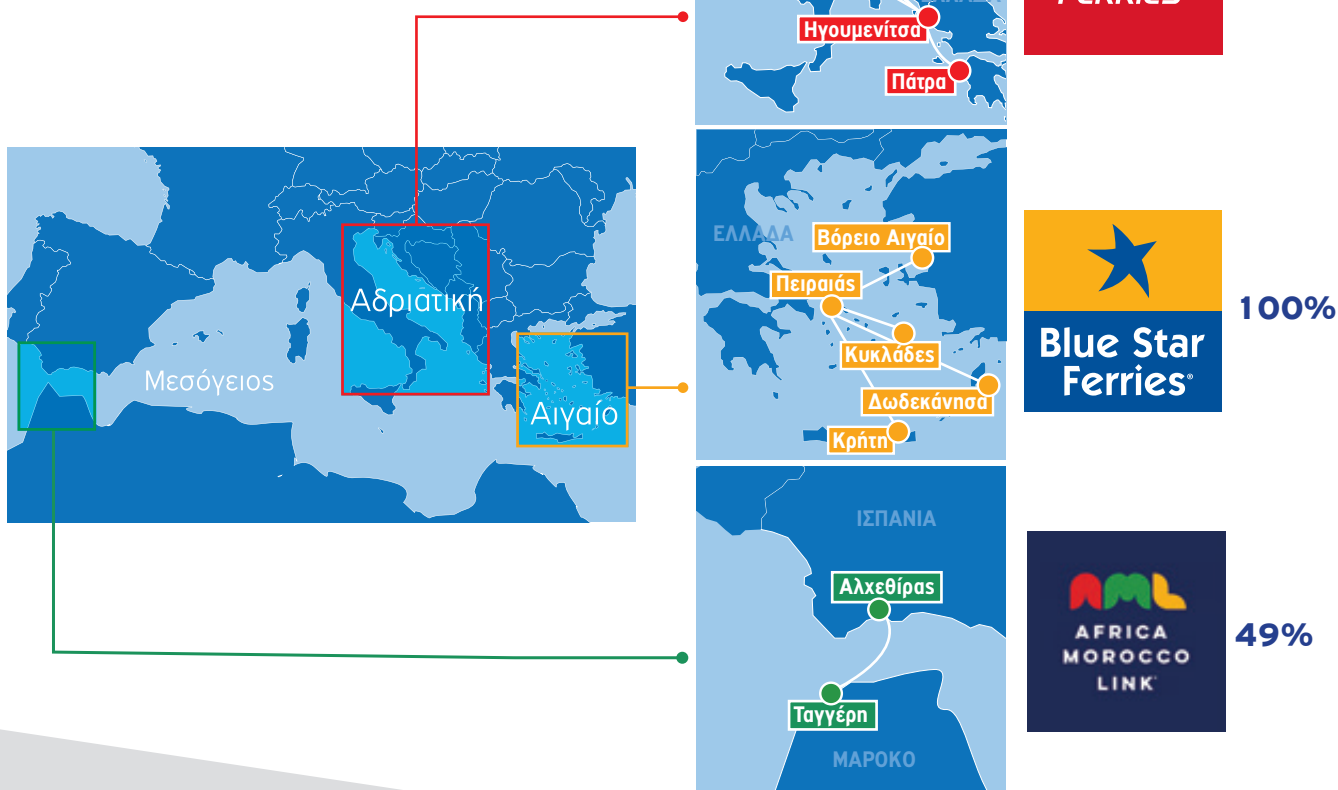 FERRIES
Ηγουμενίτσα
Πάτρα
Αδριατική
Μεσόγειος
Αιγαίο
ΕΛΛΑΔΑ
Βόρειο Αιγαίο
Πειραιάς
Κυκλάδες
Δωδεκάνησα
Κρήτη
Blue Star
Ferries®
100%
ΙΣΠΑΝΙΑ
Αλχεθίρας
Ταγγέρη
ΜΑΡΟΚΟ
AML
AFRICA
MOROCCO
LINK
49%